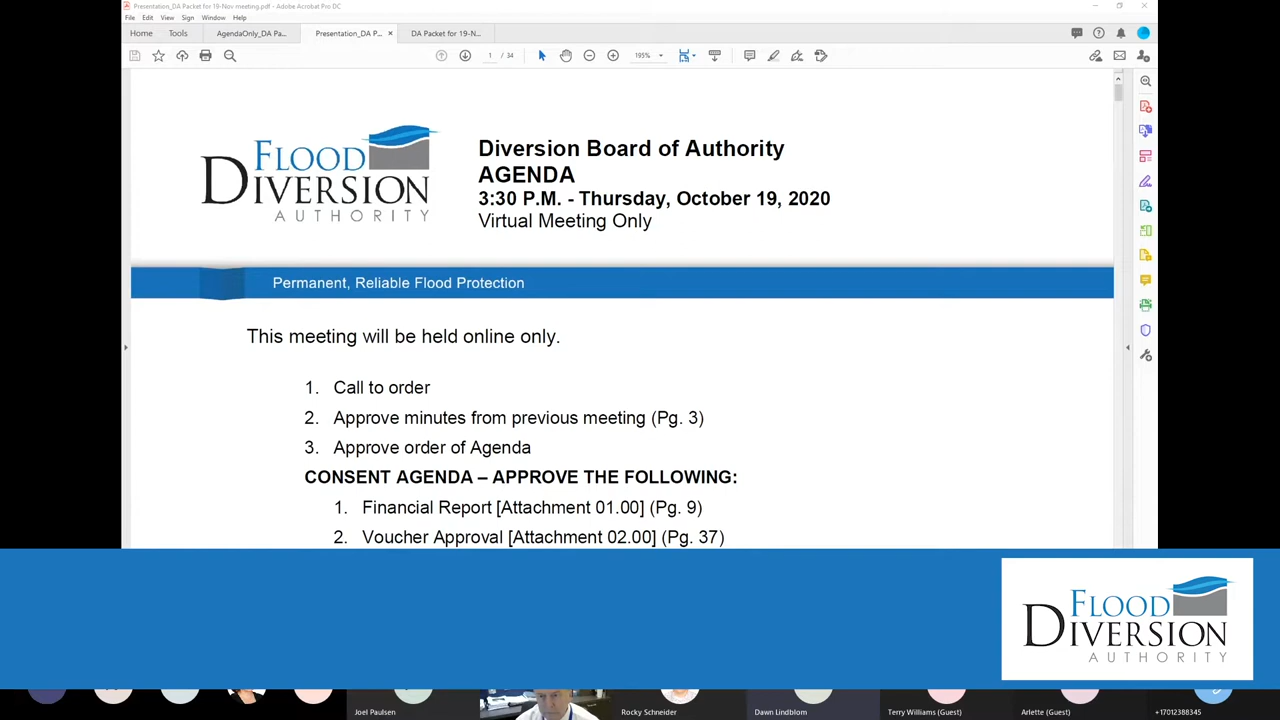 Presentation_DA Packet for 19-Nov meeting.pdf - Adobe Acrobat Pro DC
File Edit View Sign Window Help
Home Tools AgendaOnly_DA Pa... Presentation_DA P... × DA Packet for 19-N...
1 / 34 195%
FLOOD
DIVERSION
AUTHORITY
Diversion Board of Authority
AGENDA
3:30 P.M. - Thursday, October 19, 2020
Virtual Meeting Only
Permanent, Reliable Flood Protection
This meeting will be held online only.
1. Call to order
2. Approve minutes from previous meeting (Pg. 3)
3. Approve order of Agenda
CONSENT AGENDA – APPROVE THE FOLLOWING:
1. Financial Report [Attachment 01.00] (Pg. 9)
2. Voucher Approval [Attachment 02.00] (Pg. 37)
FLOOD
DIVERSION
AUTHORITY
Joel Paulsen Rocky Schneider Dawn Lindblom Terry Williams (Guest) Arlette (Guest) +17012388345